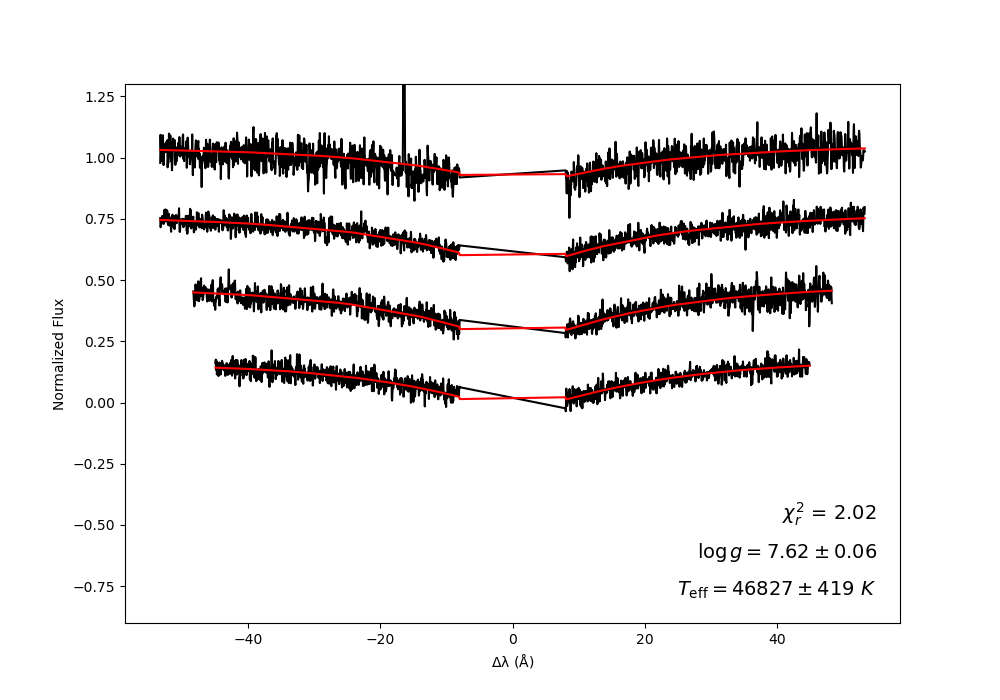 1.25
1.00
0.75
0.50
0.25
0.00
−0.25
−0.50
−0.75
Normalized Flux
χ²ᵣ = 2.02
log g = 7.62 ± 0.06
T_eff = 46827 ± 419 K
−40 −20 0 20 40
Δλ (Å)